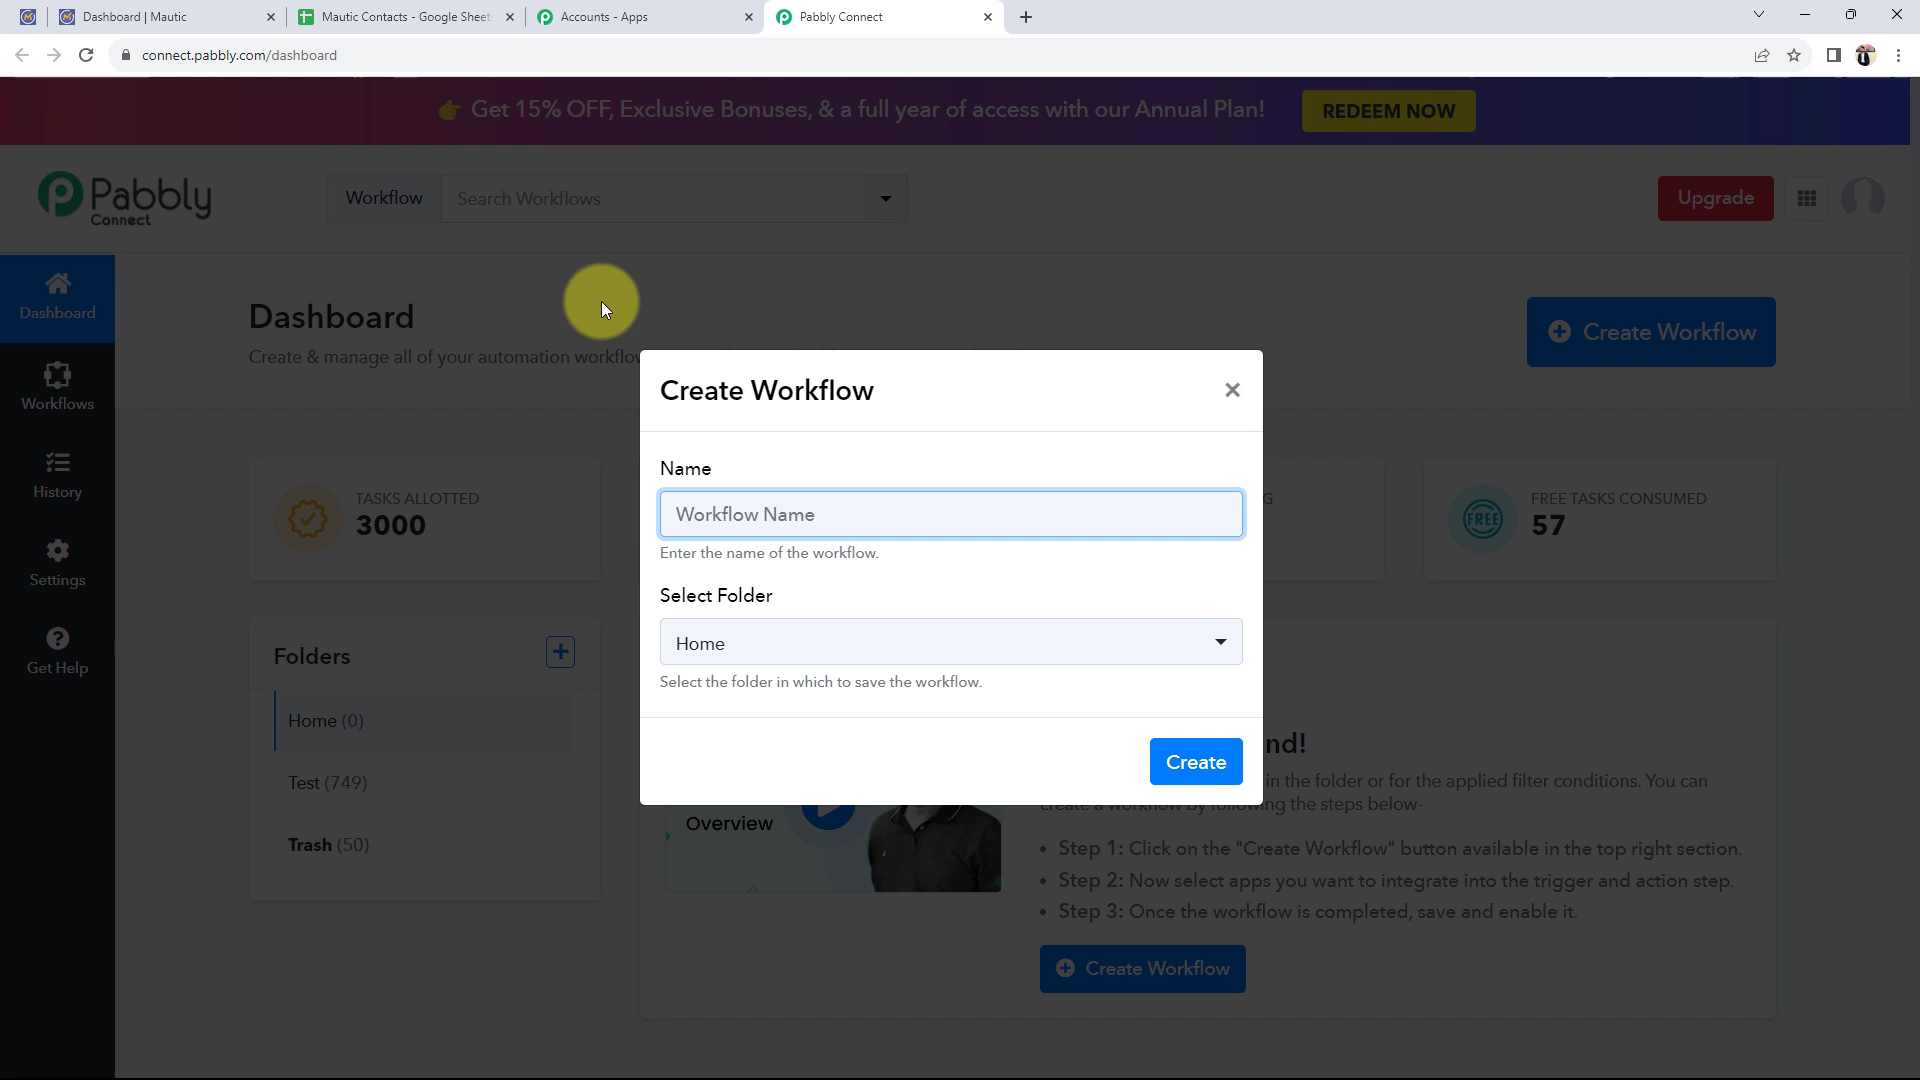 Dashboard | Mautic
Mautic Contacts - Google Sheet
Accounts - Apps
Pabbly Connect
connect.pabbly.com/dashboard
👉 Get 15% OFF, Exclusive Bonuses, & a full year of access with our Annual Plan!
REDEEM NOW
Pabbly
Connect
Workflow
Search Workflows
Upgrade
Dashboard
Workflows
History
Settings
Get Help
Dashboard
Create & manage all of your automation workflow
Create Workflow
TASKS ALLOTTED
3000
G
FREE
FREE TASKS CONSUMED
57
Folders
Home (0)
Test (749)
Trash (50)
Create Workflow
Name
Workflow Name
Enter the name of the workflow.
Select Folder
Home
Select the folder in which to save the workflow.
Create
Overview
nd!
in the folder or for the applied filter conditions. You can
create a workflow by following the steps below-
• Step 1: Click on the "Create Workflow" button available in the top right section.
• Step 2: Now select apps you want to integrate into the trigger and action step.
• Step 3: Once the workflow is completed, save and enable it.
Create Workflow